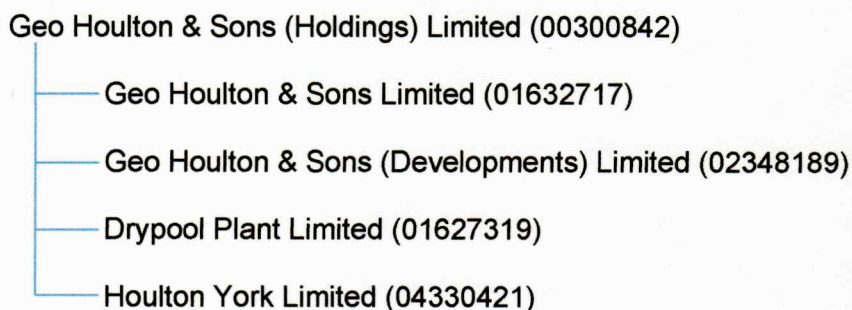 Geo Houlton & Sons (Holdings) Limited (00300842)
Geo Houlton & Sons Limited (01632717)
Geo Houlton & Sons (Developments) Limited (02348189)
Drypool Plant Limited (01627319)
Houlton York Limited (04330421)